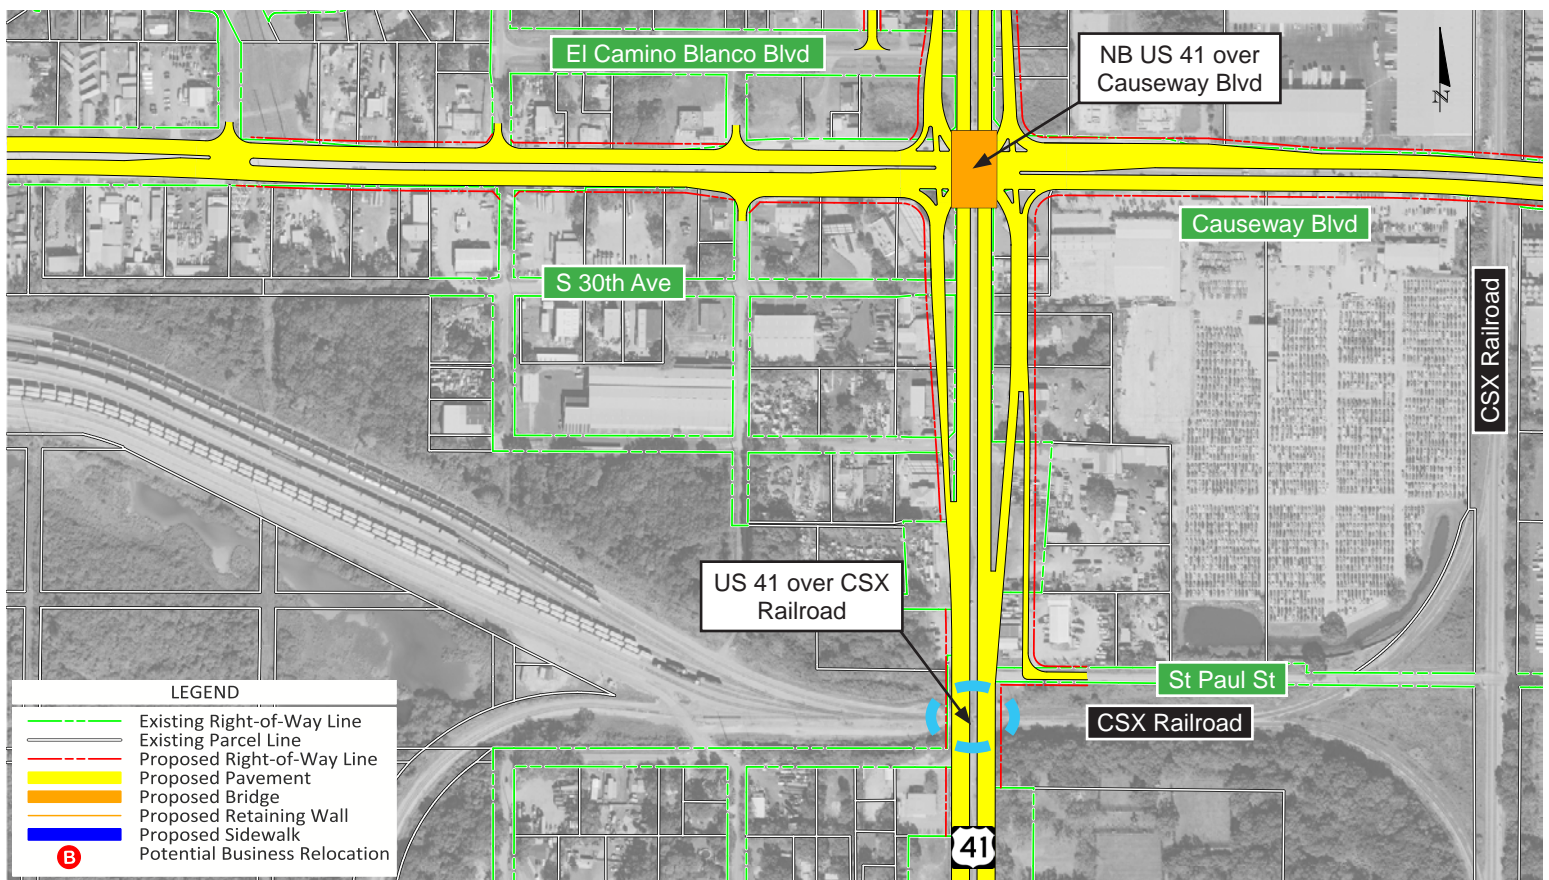 El Camino Blanco Blvd
NB US 41 over
Causeway Blvd
N
Causeway Blvd
S 30th Ave
CSX Railroad
US 41 over CSX
Railroad
St Paul St
CSX Railroad
41
LEGEND
Existing Right-of-Way Line
Existing Parcel Line
Proposed Right-of-Way Line
Proposed Pavement
Proposed Bridge
Proposed Retaining Wall
Proposed Sidewalk
B Potential Business Relocation